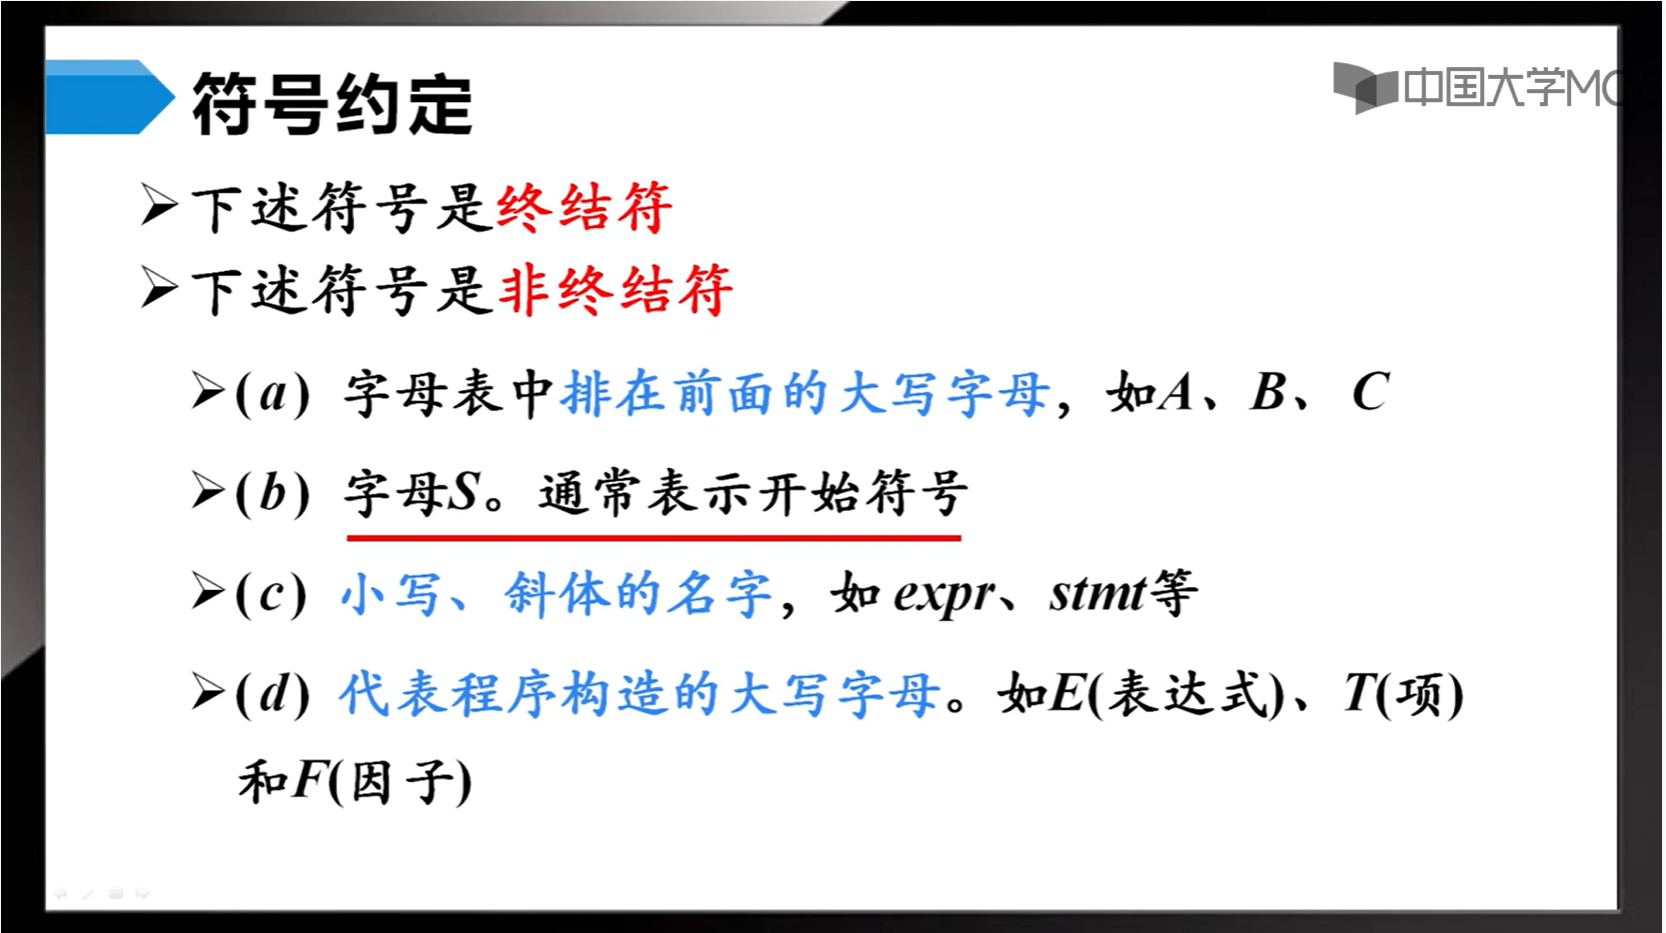 符号约定
中国大学MO
➢下述符号是终结符
➢下述符号是非终结符
➢(a) 字母表中排在前面的大写字母，如A、B、C
➢(b) 字母S。通常表示开始符号
➢(c) 小写、斜体的名字，如 expr、stmt等
➢(d) 代表程序构造的大写字母。如E(表达式)、T(项)
和F(因子)